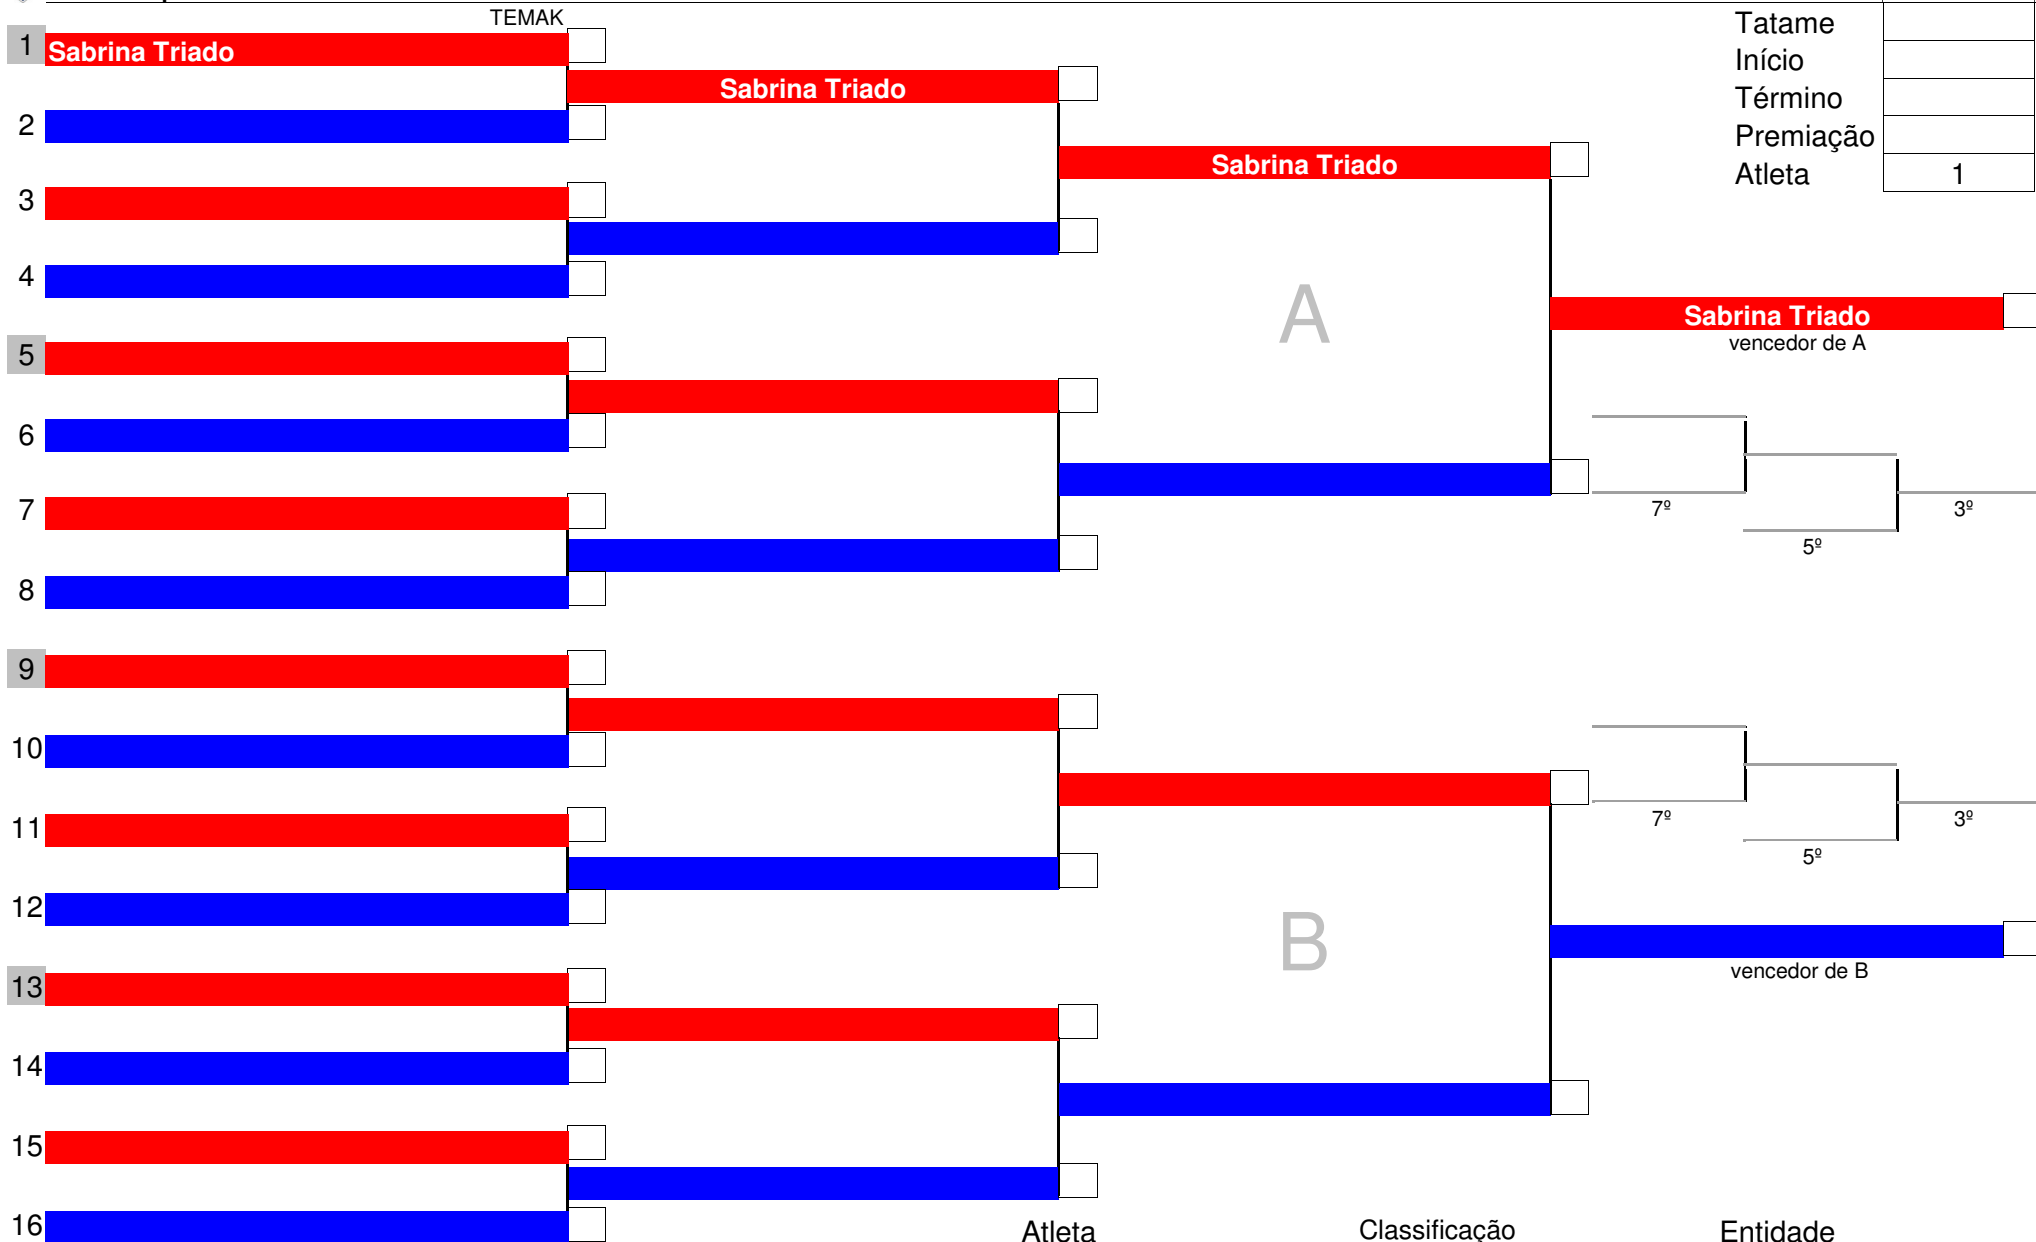 TEMAK
1 Sabrina Triado
Sabrina Triado
2
Sabrina Triado
3
4
Tatame
Início
Término
Premiação
Atleta 1
A
Sabrina Triado
vencedor de A
5
6
7
8
7º
5º
3º
9
10
11
12
7º
5º
3º
B
vencedor de B
13
14
15
16
Atleta Classificação Entidade